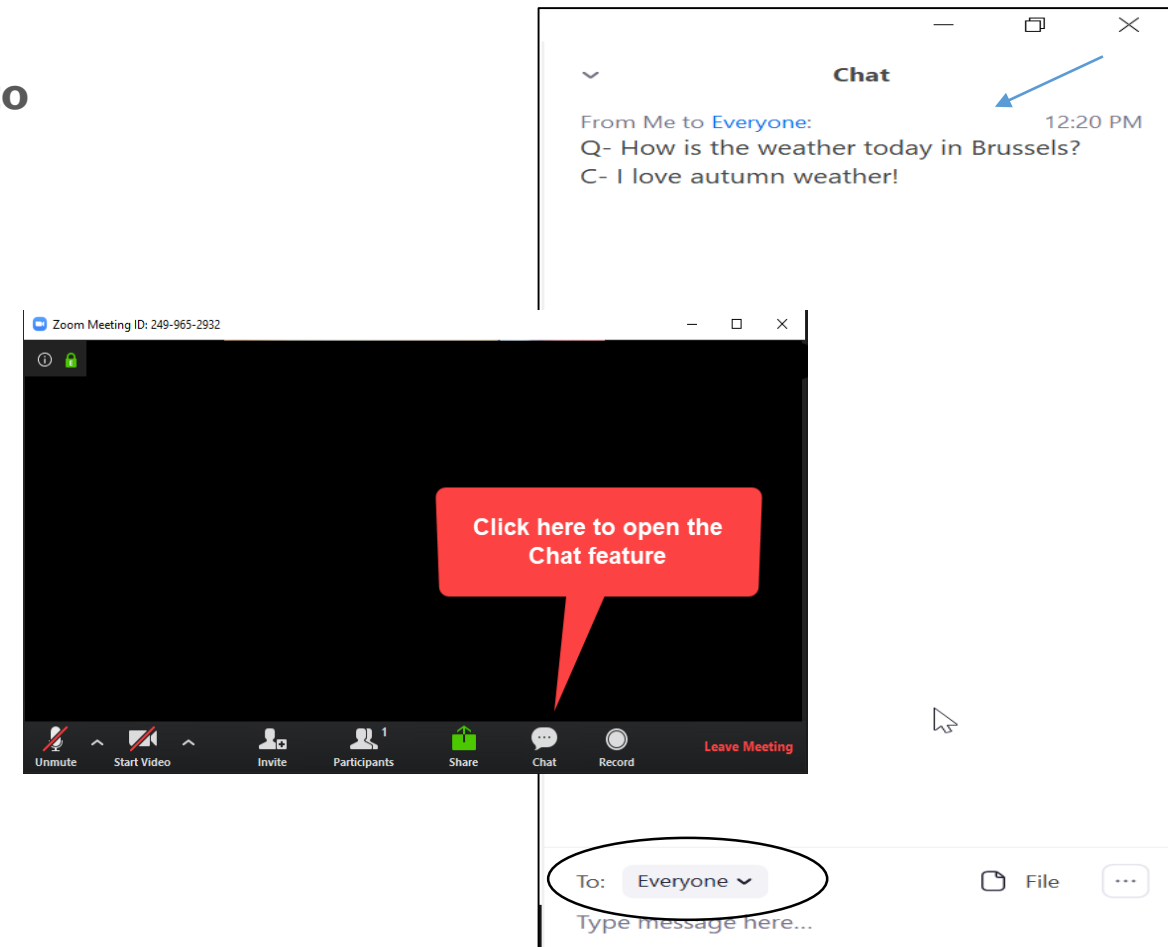 o
Chat
From Me to Everyone: 12:20 PM
Q- How is the weather today in Brussels?
C- I love autumn weather!
Zoom Meeting ID: 249-965-2932
Click here to open the
Chat feature
1
Unmute Start Video Invite Participants Share Chat Record Leave Meeting
To: Everyone File
Type message here...